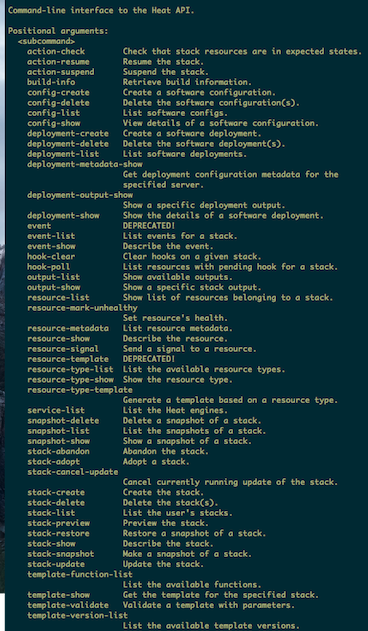 Command-line interface to the Heat API.
Positional arguments:
<subcommand>
action-check Check that stack resources are in expected states.
action-resume Resume the stack.
action-suspend Suspend the stack.
build-info Retrieve build information.
config-create Create a software configuration.
config-delete Delete the software configuration(s).
config-list List software configs.
config-show View details of a software configuration.
deployment-create Create a software deployment.
deployment-delete Delete the software deployment(s).
deployment-list List software deployments.
deployment-metadata-show
Get deployment configuration metadata for the
specified server.
deployment-output-show
Show a specific deployment output.
deployment-show Show the details of a software deployment.
event DEPRECATED!
event-list List events for a stack.
event-show Describe the event.
hook-clear Clear hooks on a given stack.
hook-poll List resources with pending hook for a stack.
output-list Show available outputs.
output-show Show a specific stack output.
resource-list Show list of resources belonging to a stack.
resource-mark-unhealthy
Set resource's health.
resource-metadata List resource metadata.
resource-show Describe the resource.
resource-signal Send a signal to a resource.
resource-template DEPRECATED!
resource-type-list List the available resource types.
resource-type-show Show the resource type.
resource-type-template
Generate a template based on a resource type.
service-list List the Heat engines.
snapshot-delete Delete a snapshot of a stack.
snapshot-list List the snapshots of a stack.
snapshot-show Show a snapshot of a stack.
stack-abandon Abandon the stack.
stack-adopt Adopt a stack.
stack-cancel-update
Cancel currently running update of the stack.
stack-create Create the stack.
stack-delete Delete the stack(s).
stack-list List the user's stacks.
stack-preview Preview the stack.
stack-restore Restore a snapshot of a stack.
stack-show Describe the stack.
stack-snapshot Make a snapshot of a stack.
stack-update Update the stack.
template-function-list
List the available functions.
template-show Get the template for the specified stack.
template-validate Validate a template with parameters.
template-version-list
List the available template versions.